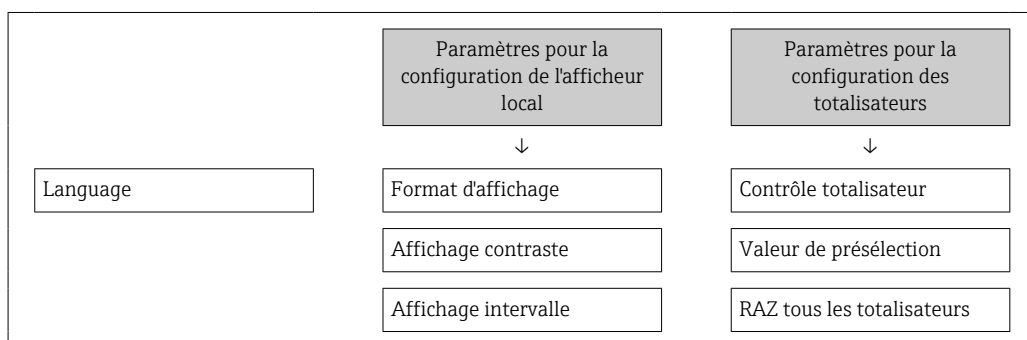 Paramètres pour la
configuration de l'afficheur
local
Paramètres pour la
configuration des
totalisateurs
↓
↓
Language
Format d'affichage
Contrôle totalisateur
Affichage contraste
Valeur de présélection
Affichage intervalle
RAZ tous les totalisateurs